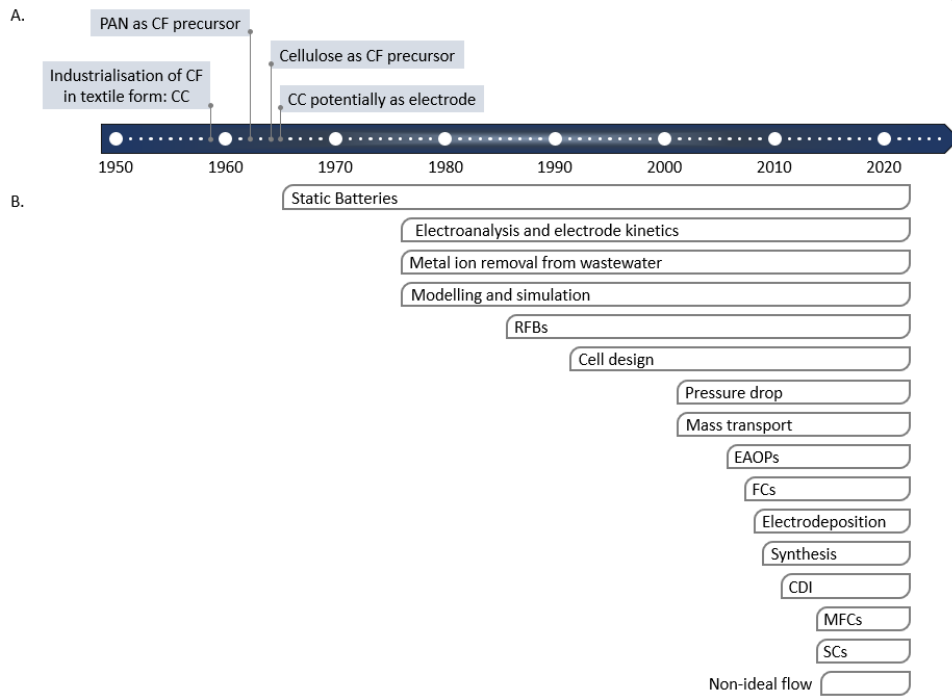 A.
PAN as CF precursor
Cellulose as CF precursor
Industrialisation of CF
in textile form: CC
CC potentially as electrode
1950 1960 1970 1980 1990 2000 2010 2020
B.
Static Batteries
Electroanalysis and electrode kinetics
Metal ion removal from wastewater
Modelling and simulation
RFBs
Cell design
Pressure drop
Mass transport
EAOPs
FCs
Electrodeposition
Synthesis
CDI
MFCs
SCs
Non-ideal flow